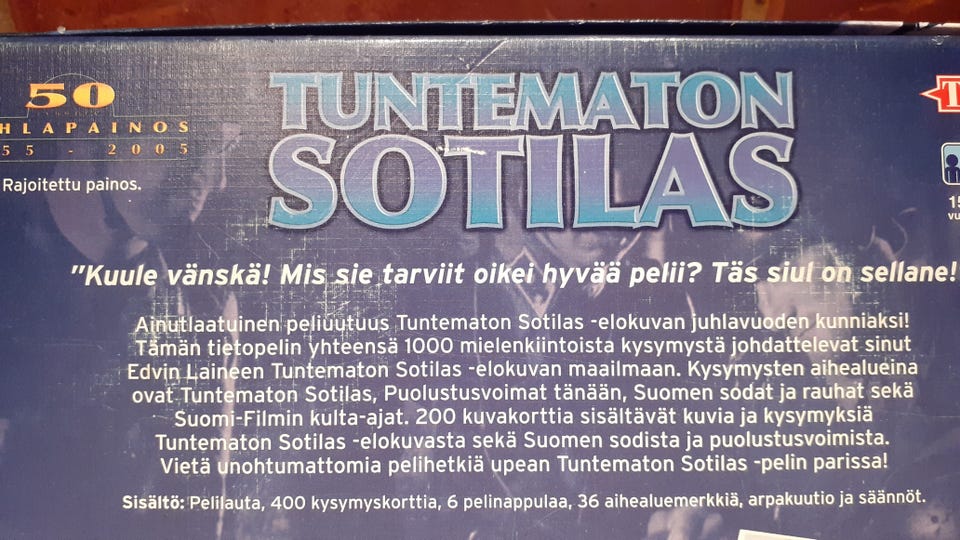 50
HLAPAINOS
55 - 2005
Rajoitettu painos.
TUNTEMATON
SOTILAS
"Kuule vänskä! Mis sie tarviit oikei hyvää pelii? Täs siul on sellane!
Ainutlaatuinen peliuutuus Tuntematon Sotilas -elokuvan juhlavuoden kunniaksi!
Tämän tietopelin yhteensä 1000 mielenkiintoista kysymystä johdattelevat sinut
Edvin Laineen Tuntematon Sotilas -elokuvan maailmaan. Kysymysten aihealueina
ovat Tuntematon Sotilas, Puolustusvoimat tänään, Suomen sodat ja rauhat sekä
Suomi-Filmin kulta-ajat. 200 kuvakorttia sisältävät kuvia ja kysymyksiä
Tuntematon Sotilas -elokuvasta sekä Suomen sodista ja puolustusvoimista.
Vietä unohtumattomia pelihetkiä upean Tuntematon Sotilas -pelin parissa!
Sisältö: Pelilauta, 400 kysymyskorttia, 6 pelinappulaa, 36 aihealuemerkkiä, arpakuutio ja säännöt.
T
15
vu